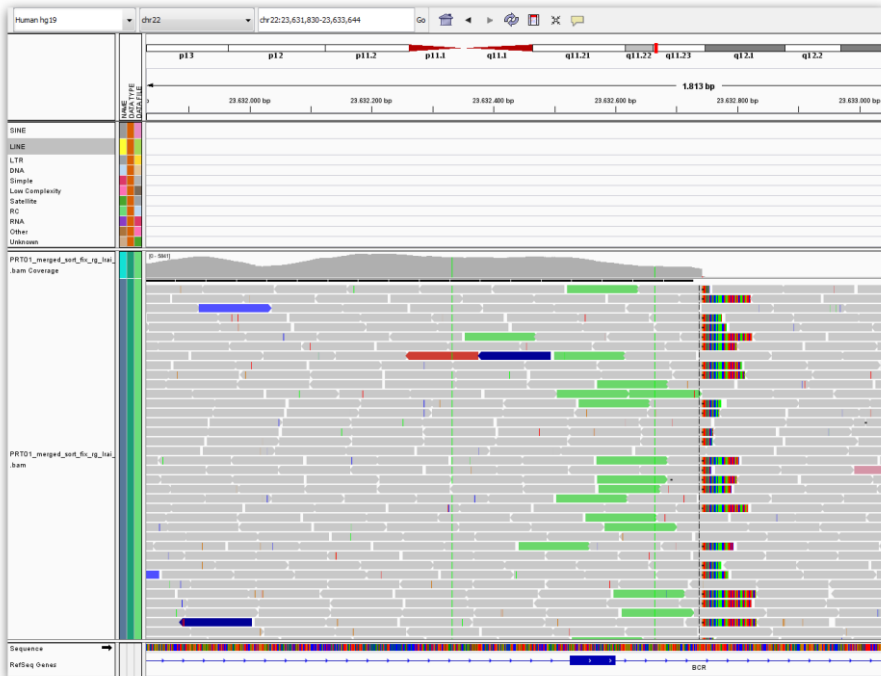 Human hg19
chr22
chr22:23,631,830-23,633,644
Go
p13 p12 p11.2 p11.1 q11.1 q11.21 q11.22 q11.23 q12.1 q12.2
1.813 bp
23.632.000 bp 23.632.200 bp 23.632.400 bp 23.632.600 bp 23.632.800 bp 23.633.000 bp
NAME
DATA TYPE
DATA FILE
SINE
LINE
LTR
DNA
Simple
Low Complexity
Satellite
RC
RNA
Other
Unknown
.bam Coverage
.bam
Sequence
RefSeq Genes
BCR